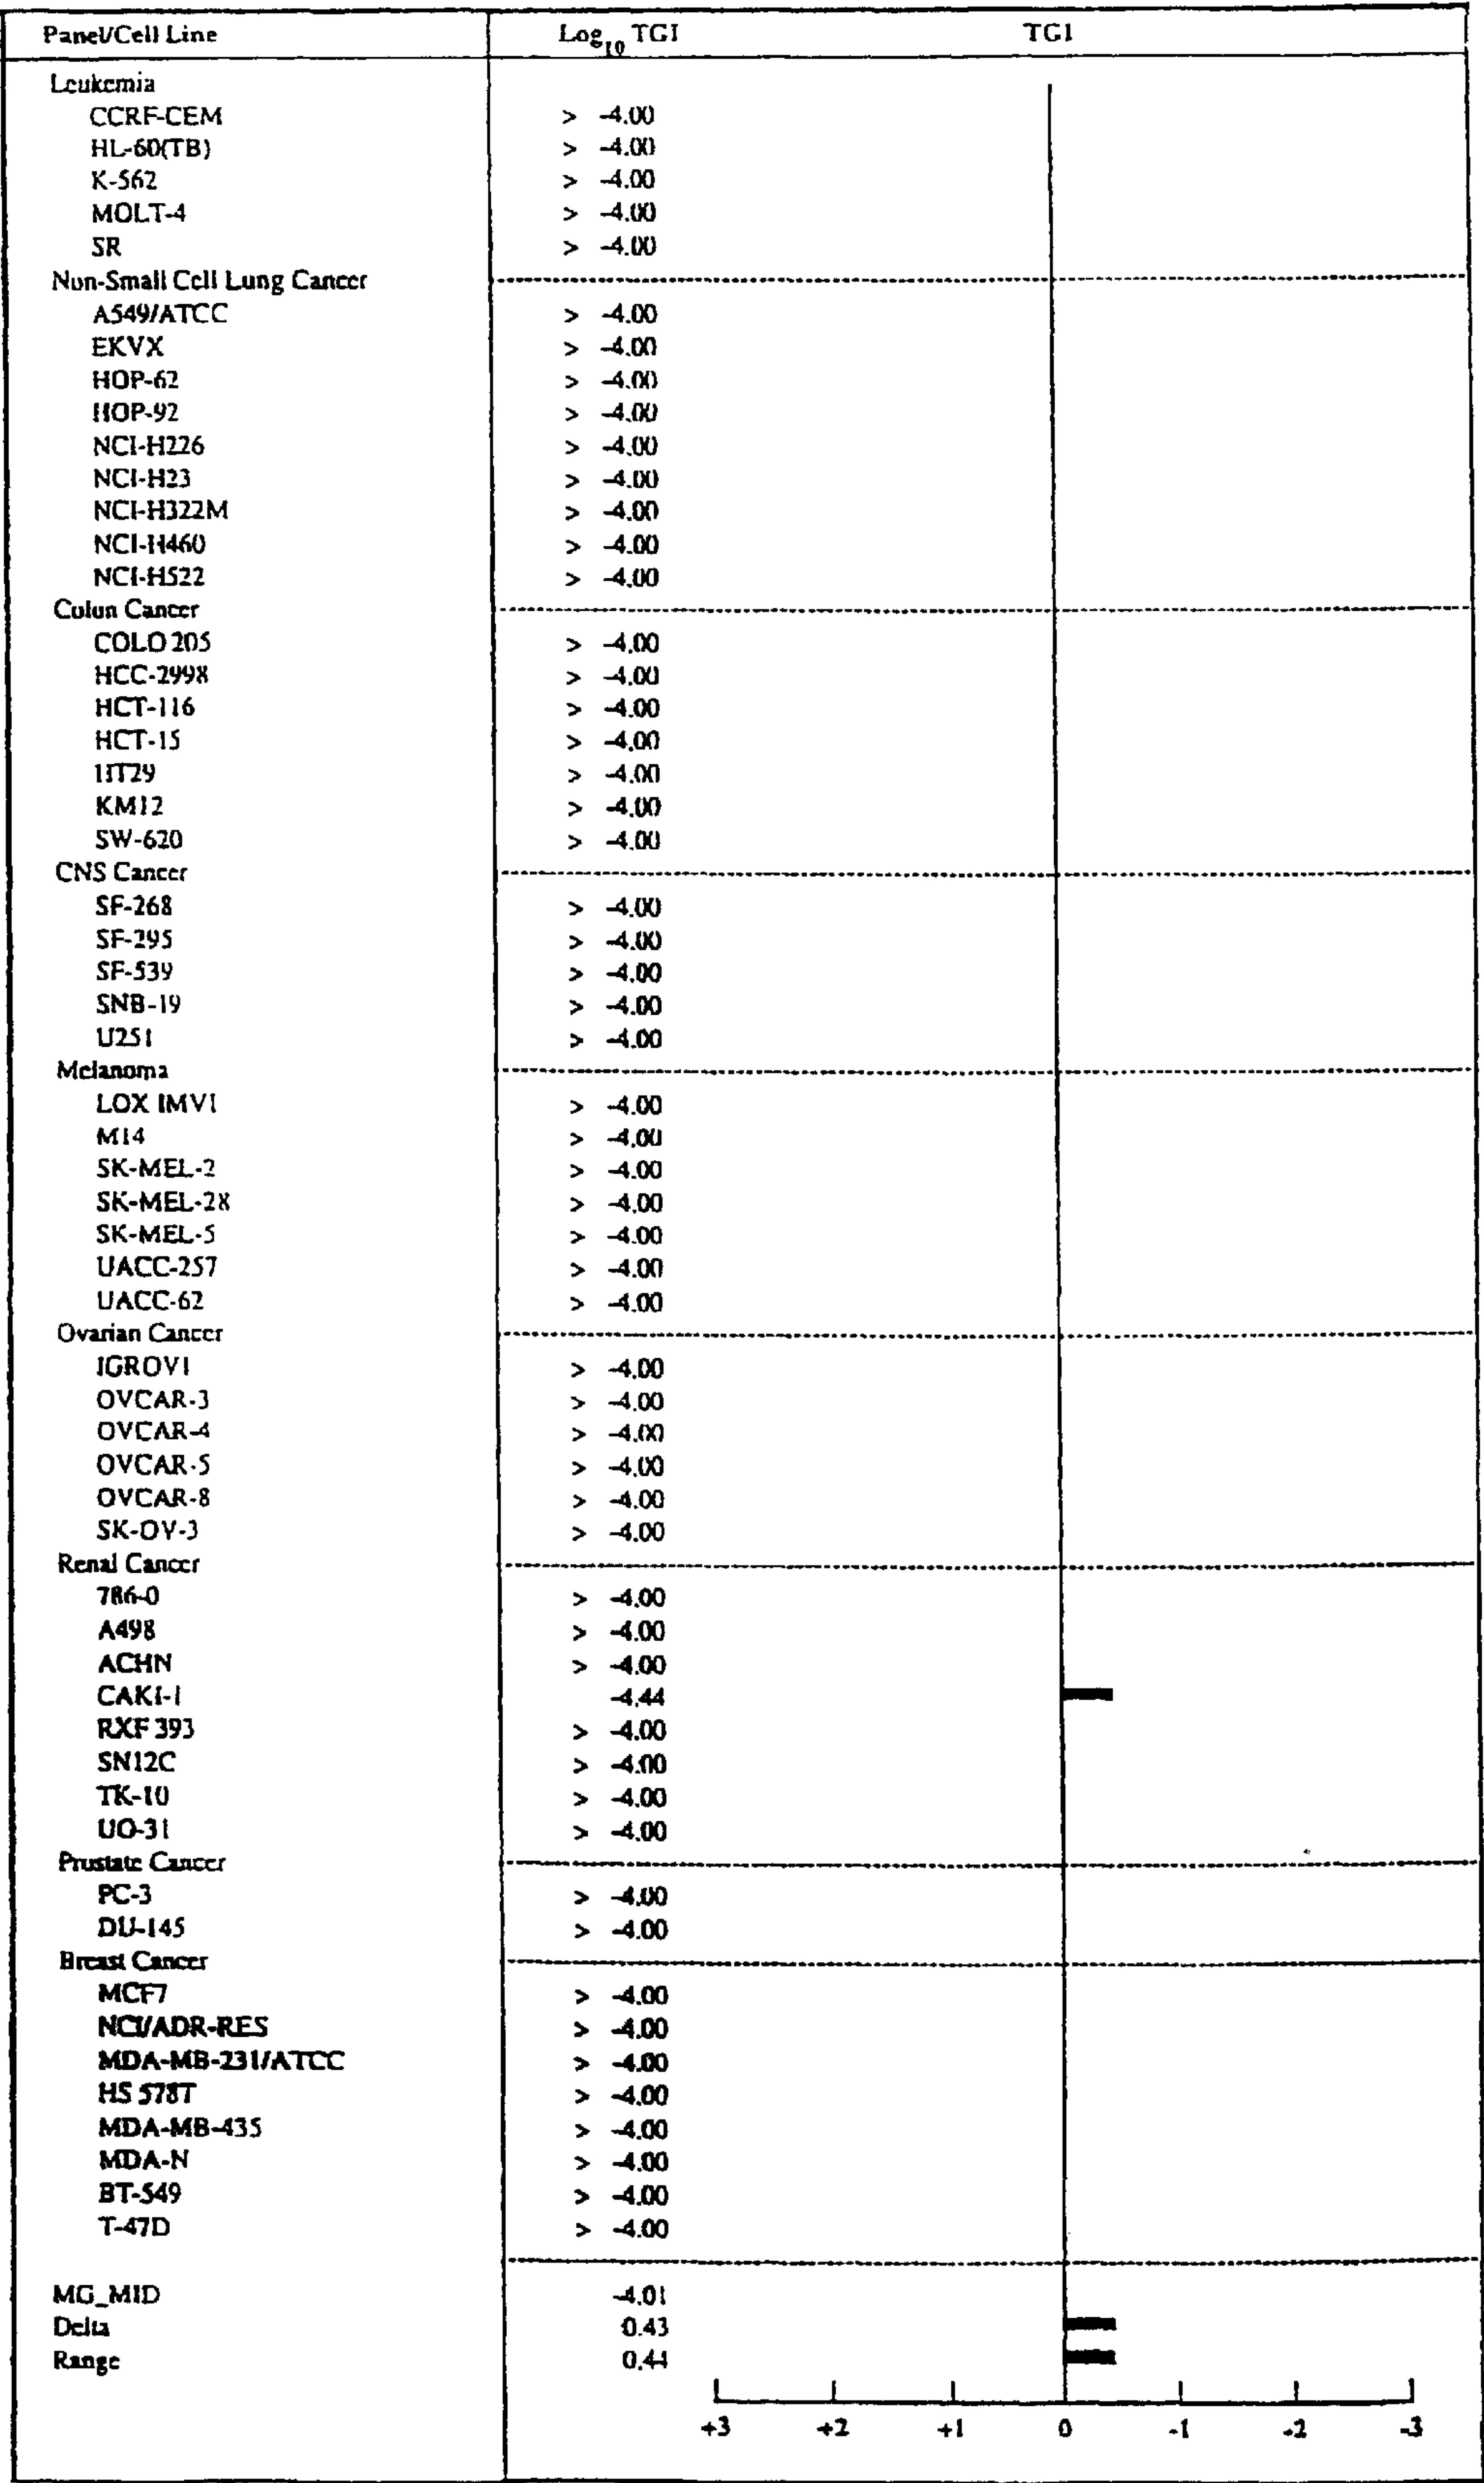 Panel/Cell Line Log10 TGI TGI
Leukemia
CCRF-CEM > -4.00
HL-60(TB) > -4.00
K-562 > -4.00
MOLT-4 > -4.00
SR > -4.00
Non-Small Cell Lung Cancer
A549/ATCC > -4.00
EKVX > -4.00
HOP-62 > -4.00
HOP-92 > -4.00
NCI-H226 > -4.00
NCI-H23 > -4.00
NCI-H322M > -4.00
NCI-H460 > -4.00
NCI-H522 > -4.00
Colon Cancer
COLO 205 > -4.00
HCC-2998 > -4.00
HCT-116 > -4.00
HCT-15 > -4.00
HT29 > -4.00
KM12 > -4.00
SW-620 > -4.00
CNS Cancer
SF-268 > -4.00
SF-295 > -4.00
SF-539 > -4.00
SNB-19 > -4.00
U251 > -4.00
Melanoma
LOX IMVI > -4.00
M14 > -4.00
SK-MEL-2 > -4.00
SK-MEL-28 > -4.00
SK-MEL-5 > -4.00
UACC-257 > -4.00
UACC-62 > -4.00
Ovarian Cancer
IGROV1 > -4.00
OVCAR-3 > -4.00
OVCAR-4 > -4.00
OVCAR-5 > -4.00
OVCAR-8 > -4.00
SK-OV-3 > -4.00
Renal Cancer
786-0 > -4.00
A498 > -4.00
ACHN > -4.00
CAKI-1 -4.44
RXF 393 > -4.00
SN12C > -4.00
TK-10 > -4.00
UO-31 > -4.00
Prostate Cancer
PC-3 > -4.00
DU-145 > -4.00
Breast Cancer
MCF7 > -4.00
NCI/ADR-RES > -4.00
MDA-MB-231/ATCC > -4.00
HS 578T > -4.00
MDA-MB-435 > -4.00
MDA-N > -4.00
BT-549 > -4.00
T-47D > -4.00
MG_MID -4.01
Delta 0.43
Range 0.44
+3 +2 +1 0 -1 -2 -3